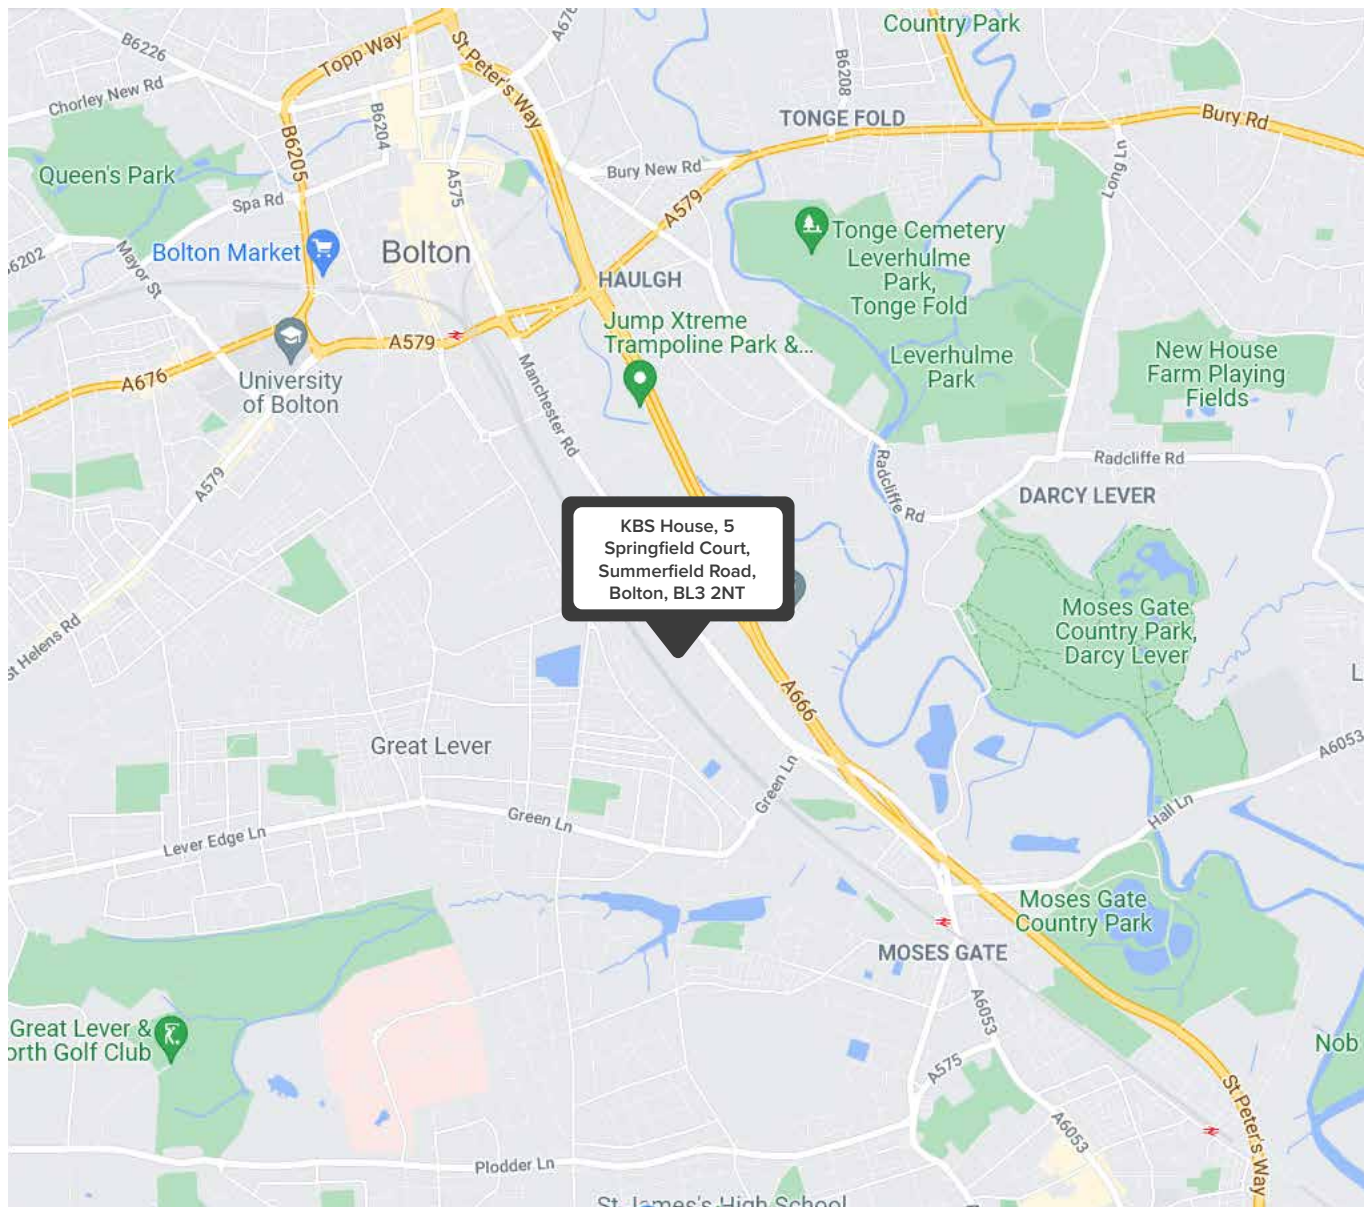 Country Park
B6226
Topp Way
St Peter's Way
A676
B6208
Chorley New Rd
B6204
TONGE FOLD
Bury Rd
B6205
Queen's Park
A575
Bury New Rd
Long Ln
Spa Rd
A579
Tonge Cemetery
Leverhulme
Park,
Tonge Fold
Bolton Market
Bolton
B6202
Mayor St
HAULGH
Jump Xtreme
Trampoline Park &...
A579
Leverhulme
Park
New House
Farm Playing
Fields
A676
University
of Bolton
Manchester Rd
A579
Radcliffe Rd
Radcliffe Rd
DARCY LEVER
KBS House, 5
Springfield Court,
Summerfield Road,
Bolton, BL3 2NT
St Helens Rd
Moses Gate
Country Park,
Darcy Lever
L
A666
Great Lever
A6053
Green Ln
Green Ln
Hall Ln
Lever Edge Ln
Moses Gate
Country Park
MOSES GATE
A6053
Great Lever &
orth Golf Club
Nob
A575
St Peter's Way
A6053
Plodder Ln
St James's High School